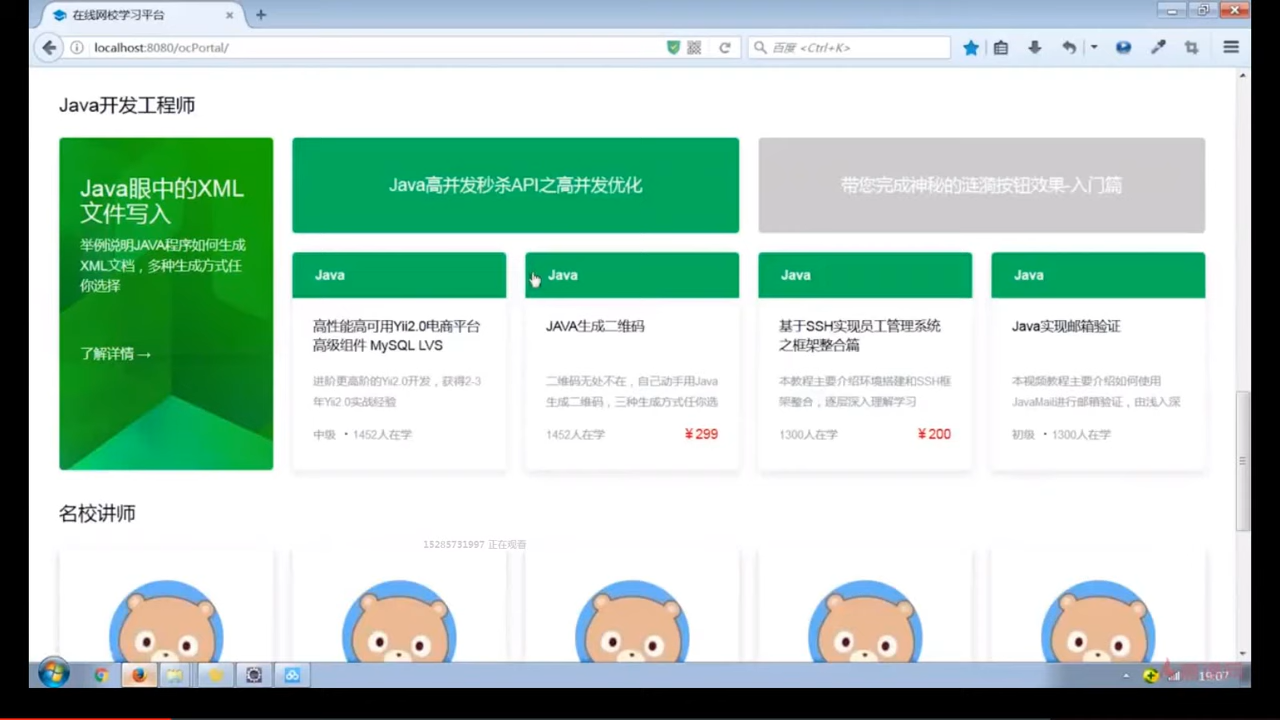 在线网校学习平台
localhost:8080/ocPortal/
百度 <Ctrl+K>
Java开发工程师
Java眼中的XML
文件写入
举例说明JAVA程序如何生成
XML文档，多种生成方式任
你选择
了解详情→
Java高并发秒杀API之高并发优化
带您完成神秘的涟漪按钮效果-入门篇
Java
高性能高可用Yii2.0电商平台
高级组件 MySQL LVS
进阶更高阶的Yii2.0开发，获得2-3
年Yii2.0实战经验
中级 · 1452人在学
Java
JAVA生成二维码
二维码无处不在，自己动手用Java
生成二维码，三种生成方式任你选
1452人在学 ¥299
Java
基于SSH实现员工管理系统
之框架整合篇
本教程主要介绍环境搭建和SSH框
架整合，逐层深入理解学习
1300人在学 ¥200
Java
Java实现邮箱验证
本视频教程主要介绍如何使用
JavaMail进行邮箱验证，由浅入深
初级 · 1300人在学
名校讲师
15285731997 正在观看
19:07